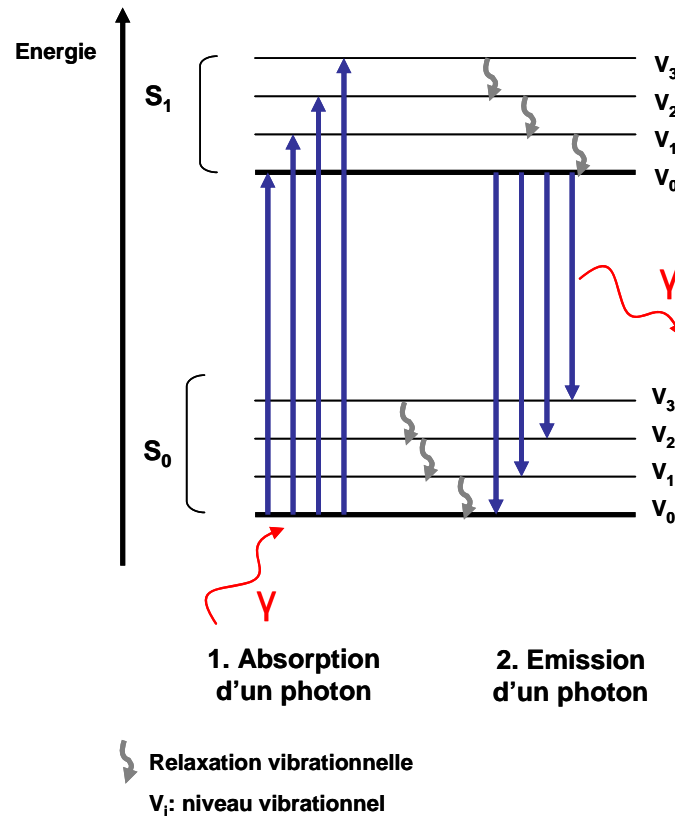 Energie
S₁
V₃
V₂
V₁
V₀
γ
S₀
V₃
V₂
V₁
V₀
γ
1. Absorption
d'un photon
2. Emission
d'un photon
Relaxation vibrationnelle
Vᵢ: niveau vibrationnel